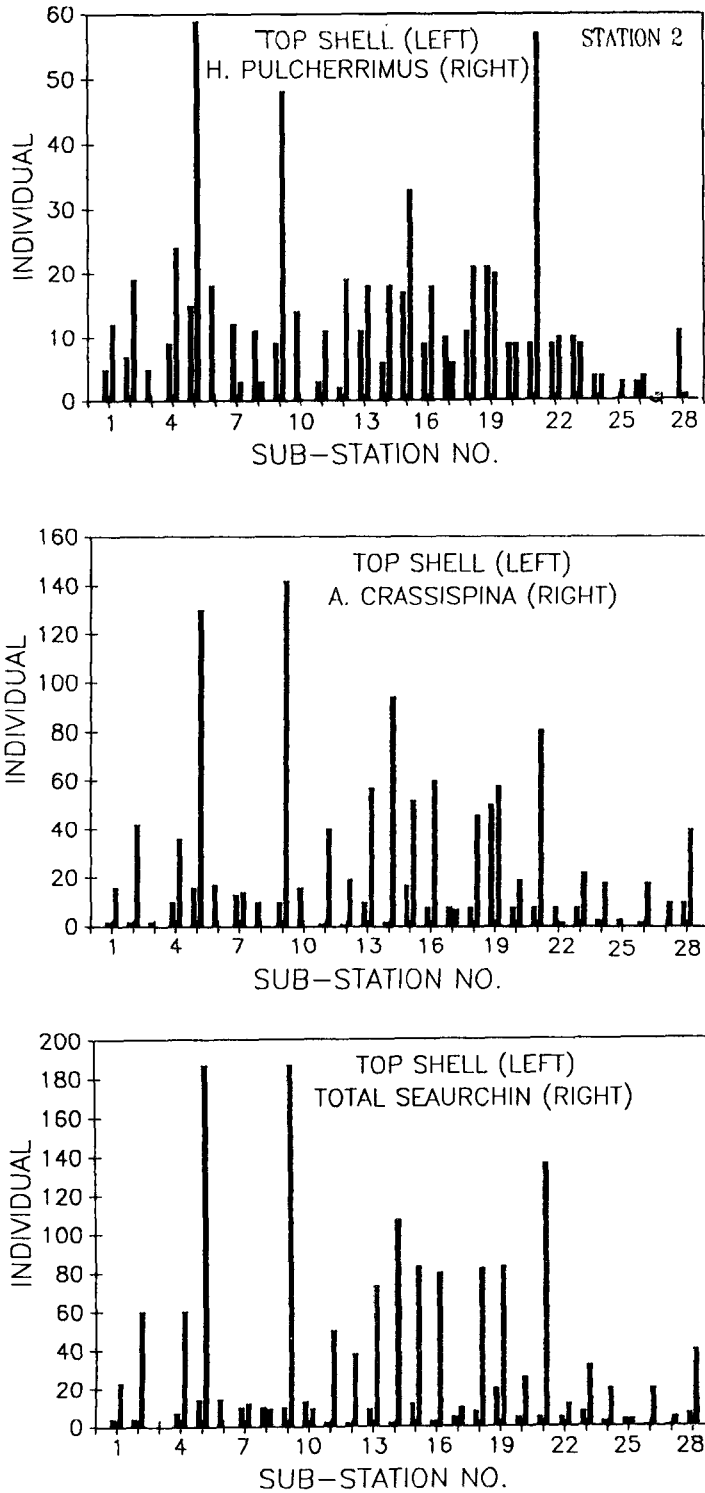 TOP SHELL (LEFT)
STATION 2
H. PULCHERRIMUS (RIGHT)
INDIVIDUAL
60
50
40
30
20
10
0
1 4 7 10 13 16 19 22 25 28
SUB-STATION NO.
TOP SHELL (LEFT)
A. CRASSISPINA (RIGHT)
INDIVIDUAL
160
140
120
100
80
60
40
20
0
1 4 7 10 13 16 19 22 25 28
SUB-STATION NO.
TOP SHELL (LEFT)
TOTAL SEAURCHIN (RIGHT)
INDIVIDUAL
200
180
160
140
120
100
80
60
40
20
0
1 4 7 10 13 16 19 22 25 28
SUB-STATION NO.